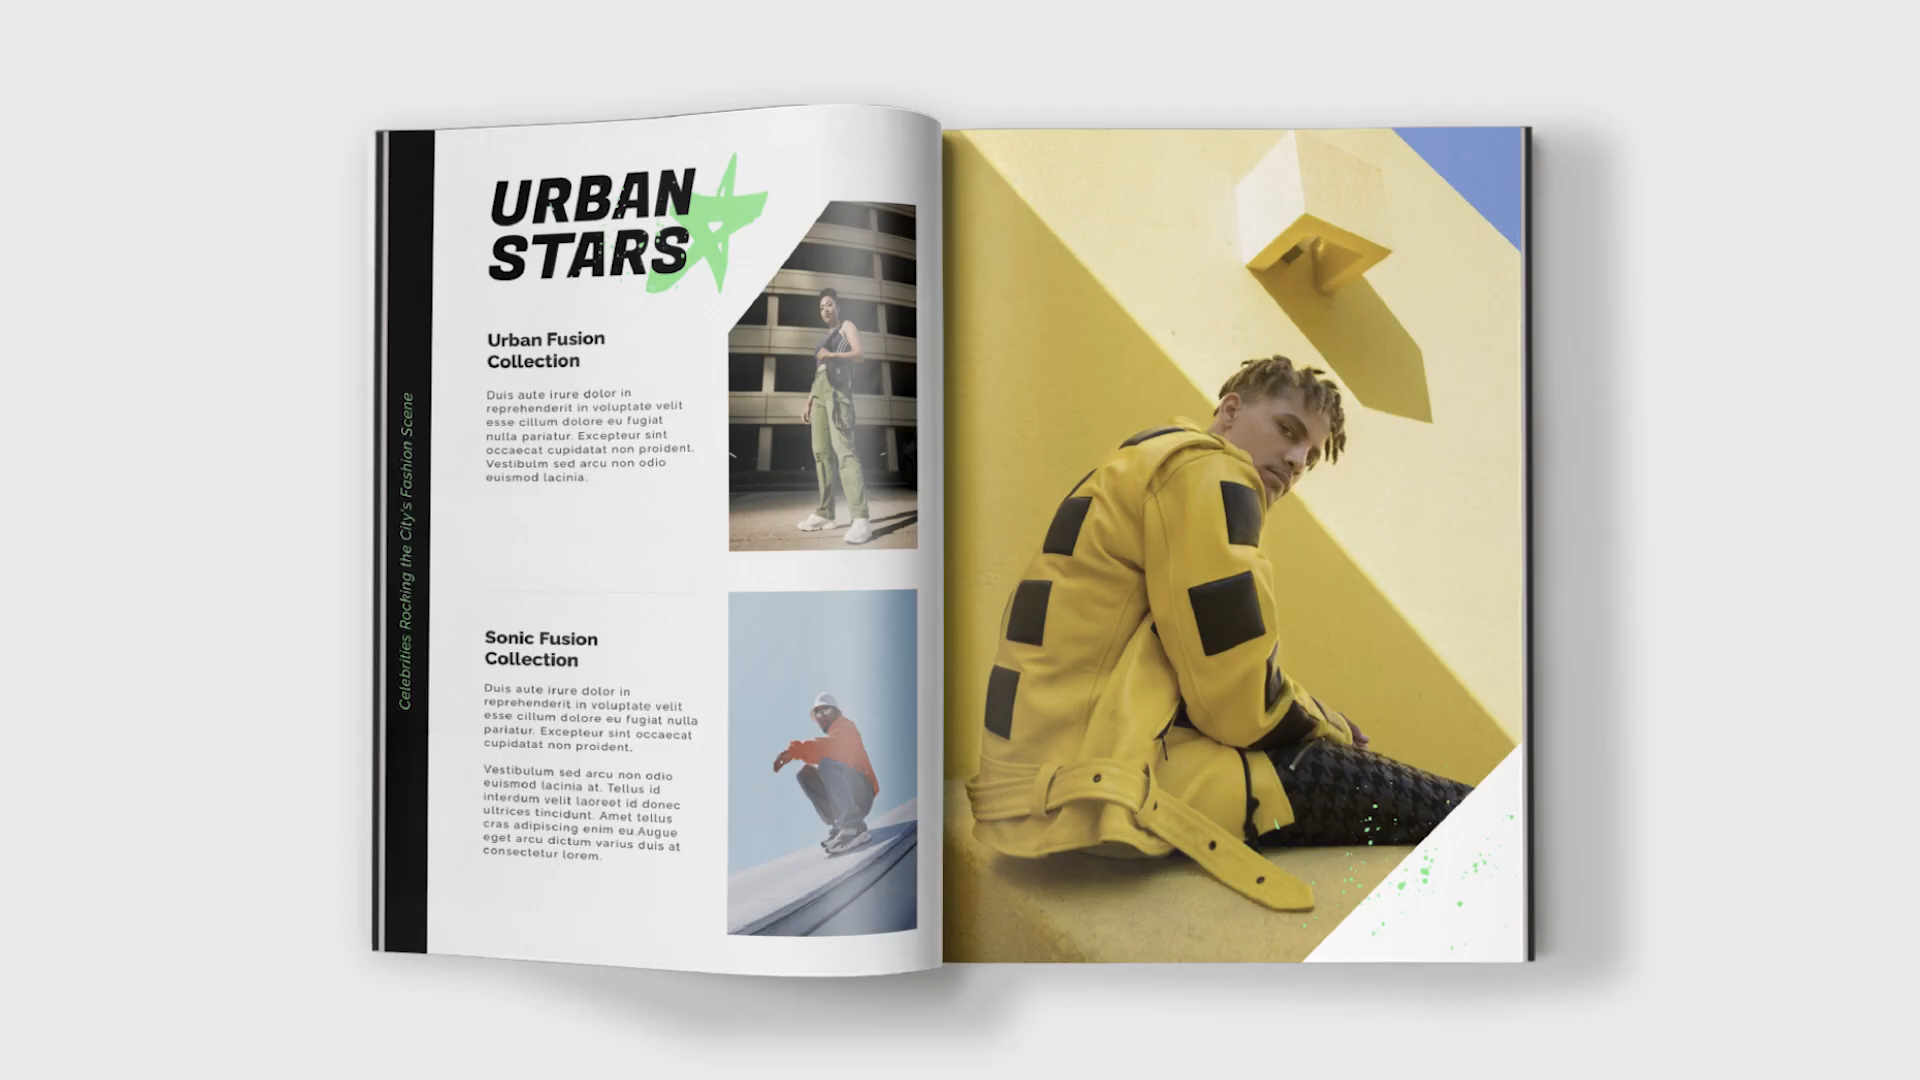 URBAN
STARS
Urban Fusion
Collection
Duis aute irure dolor in
reprehenderit in voluptate velit
esse cillum dolore eu fugiat
nulla pariatur. Excepteur sint
occaecat cupidatat non proident.
Vestibulm sed arcu non odio
euismod lacinia.
Celebrities Rocking the City's Fashion Scene
Sonic Fusion
Collection
Duis aute irure dolor in
reprehenderit in voluptate velit
esse cillum dolore eu fugiat nulla
pariatur. Excepteur sint occaecat
cupidatat non proident,
Vestibulum sed arcu non odio
euismod lacinia at. Tellus id
interdum velit laoreet id donec
ultrices tincidunt. Amet tellus
cras adipiscing enim eu.Augue
eget arcu dictum varius duis at
consectetur lorem.